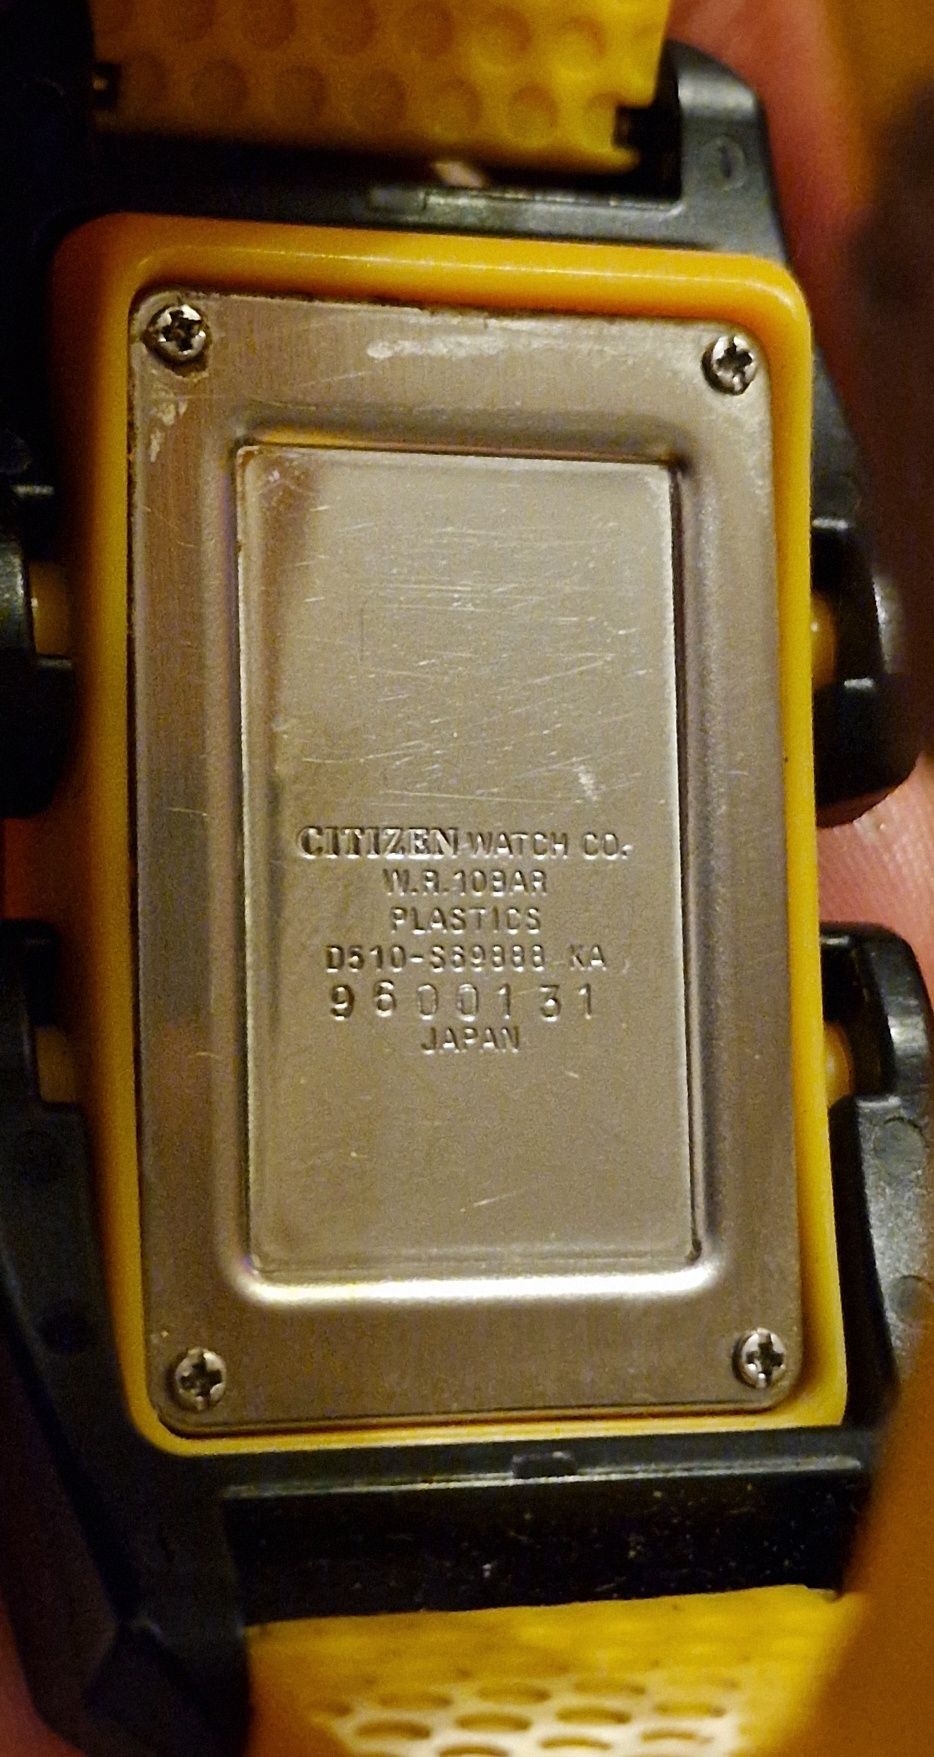 CITIZEN WATCH CO.
W.R.10BAR
PLASTICS
D510-S69888 KA
9600131
JAPAN